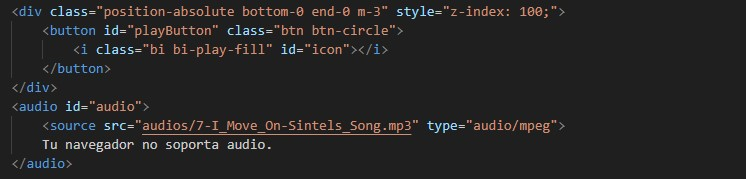 <div class="position-absolute bottom-0 end-0 m-3" style="z-index: 100;">
<button id="playButton" class="btn btn-circle">
<i class="bi bi-play-fill" id="icon"></i>
</button>
</div>
<audio id="audio">
<source src="audios/7-I_Move_On-Sintels_Song.mp3" type="audio/mpeg">
Tu navegador no soporta audio.
</audio>